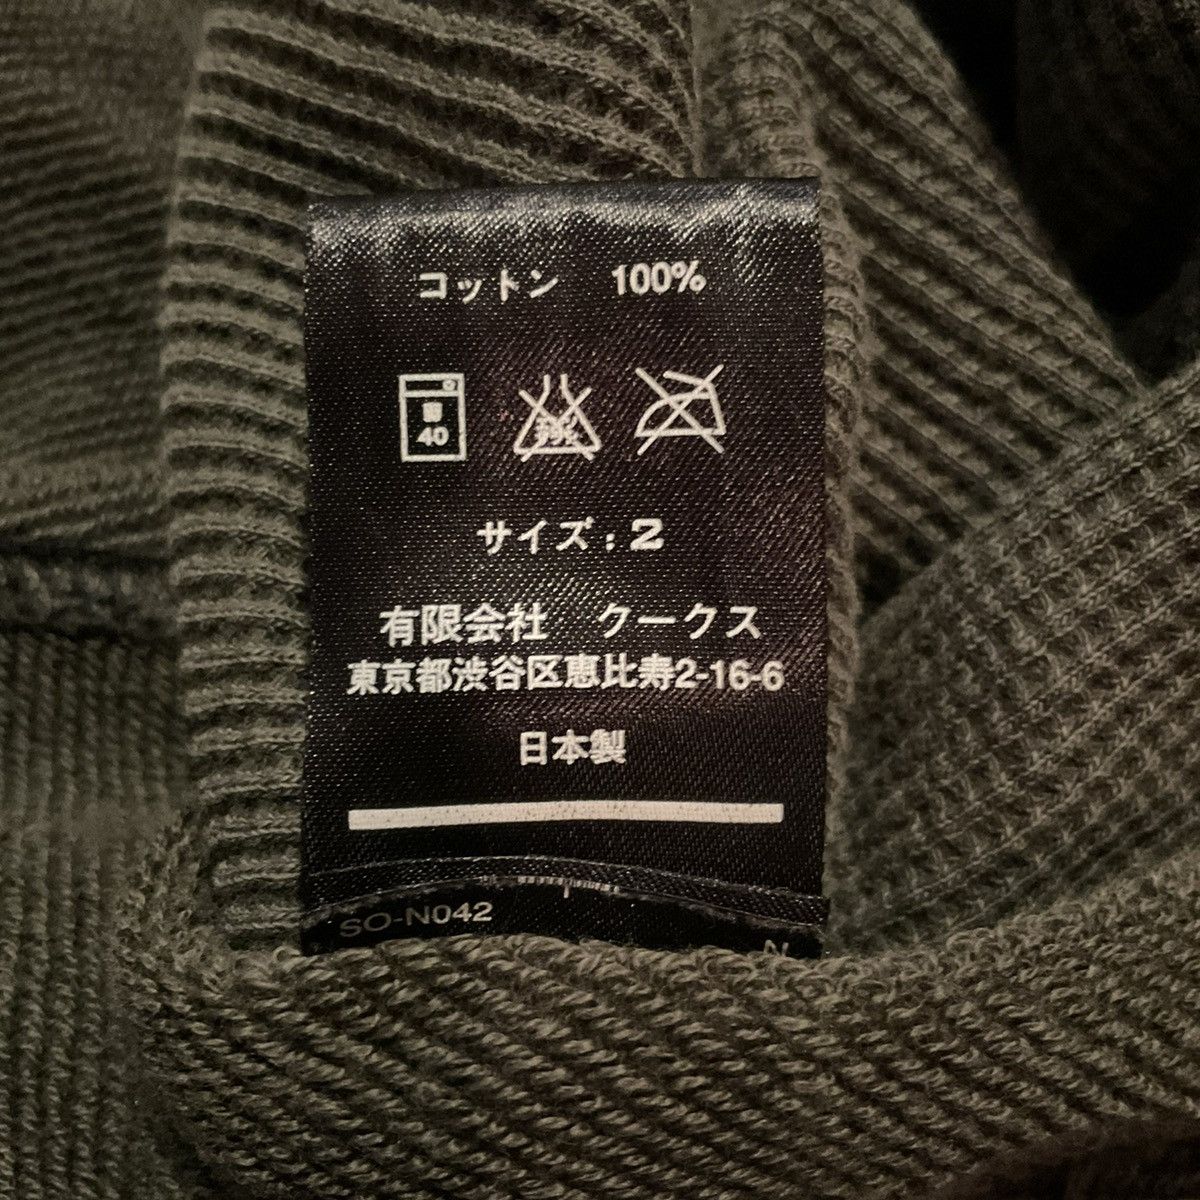 コットン 100%
40
サイズ:2
有限会社 クークス
東京都渋谷区恵比寿2-16-6
日本製
SO-N042
N